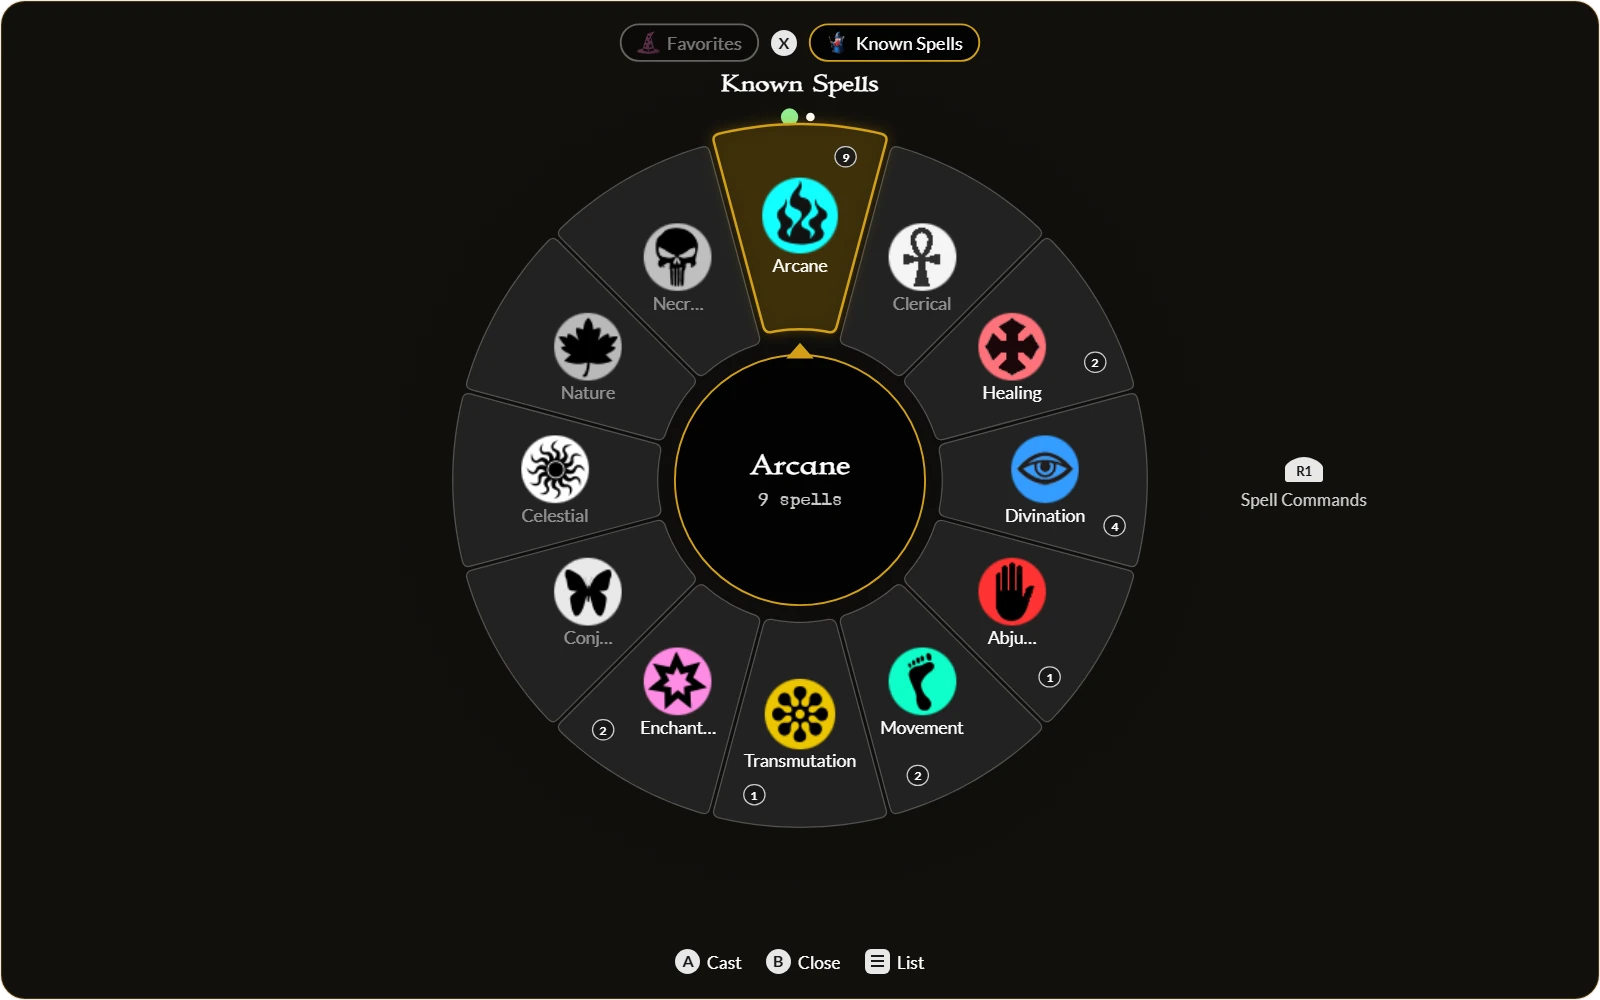 Favorites X Known Spells
Known Spells
9
Arcane
Clerical
2
Healing
Divination
4
Abju...
1
Movement
2
Transmutation
1
Enchant...
2
Conj...
Celestial
Nature
Necr...
Arcane
9 spells
R1
Spell Commands
A Cast B Close List